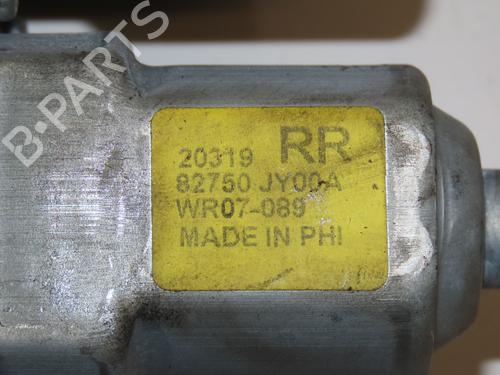 B-PARTS
20319 RR
82750 JY00A
WR07-089
MADE IN PHI